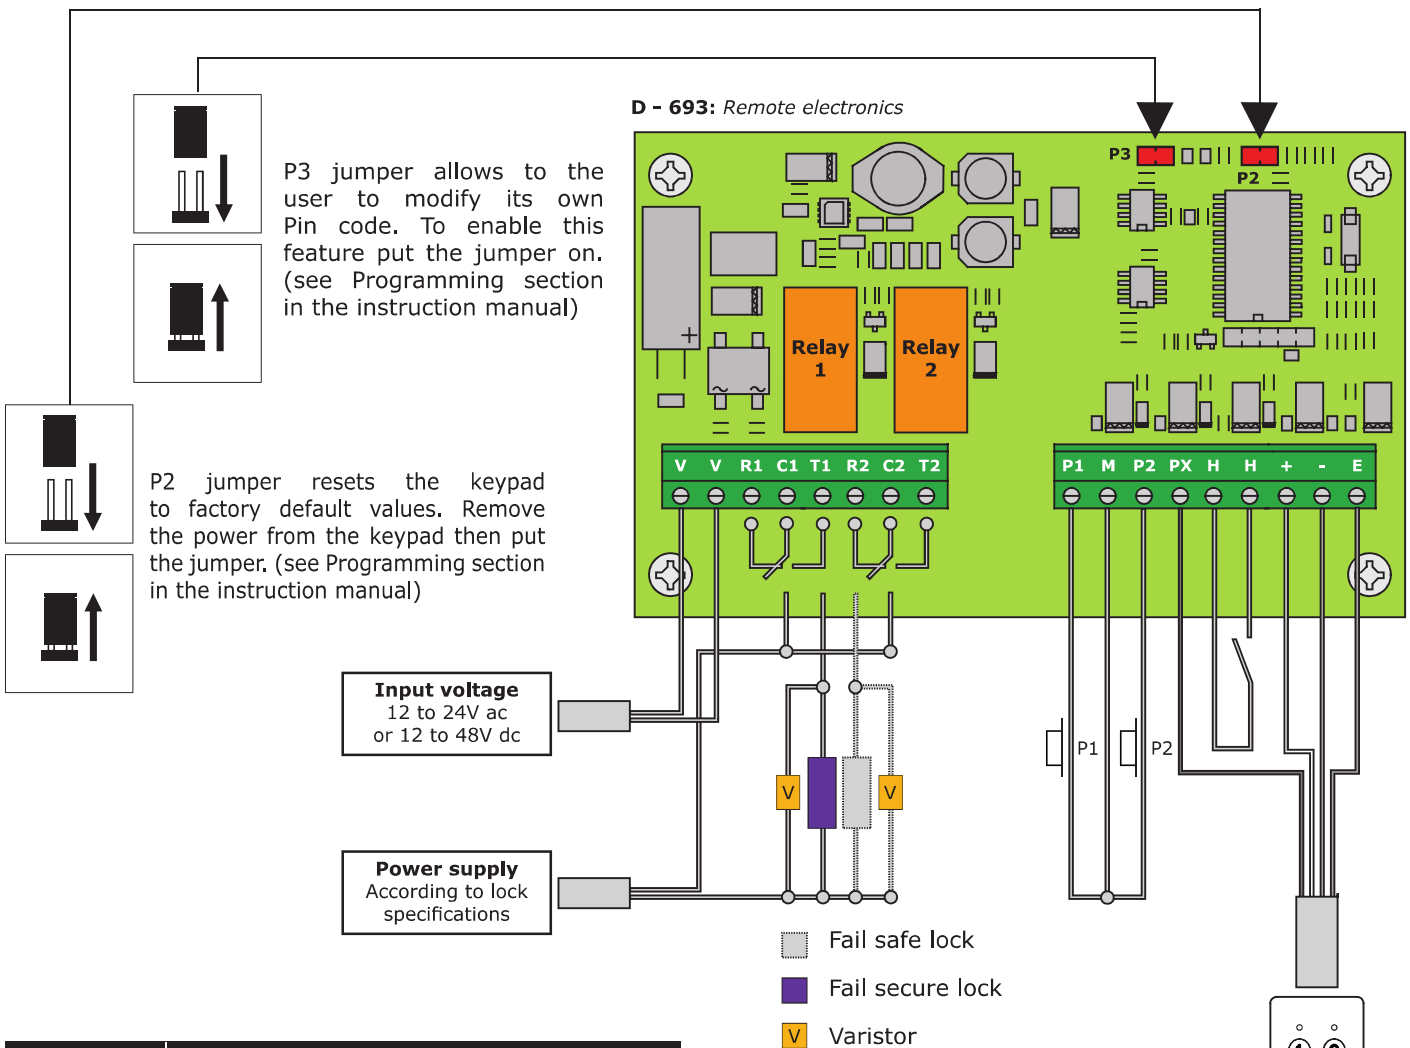 D - 693: Remote electronics
P3 jumper allows to the
user to modify its own
Pin code. To enable this
feature put the jumper on.
(see Programming section
in the instruction manual)
P2 jumper resets the keypad
to factory default values. Remove
the power from the keypad then put
the jumper. (see Programming section
in the instruction manual)
P3
P2
+
Relay
1
Relay
2
~ ~
V V R1 C1 T1 R2 C2 T2
P1 M P2 PX H H + - E
Input voltage
12 to 24V ac
or 12 to 48V dc
P1
P2
V
V
Power supply
According to lock
specifications
Fail safe lock
Fail secure lock
V Varistor